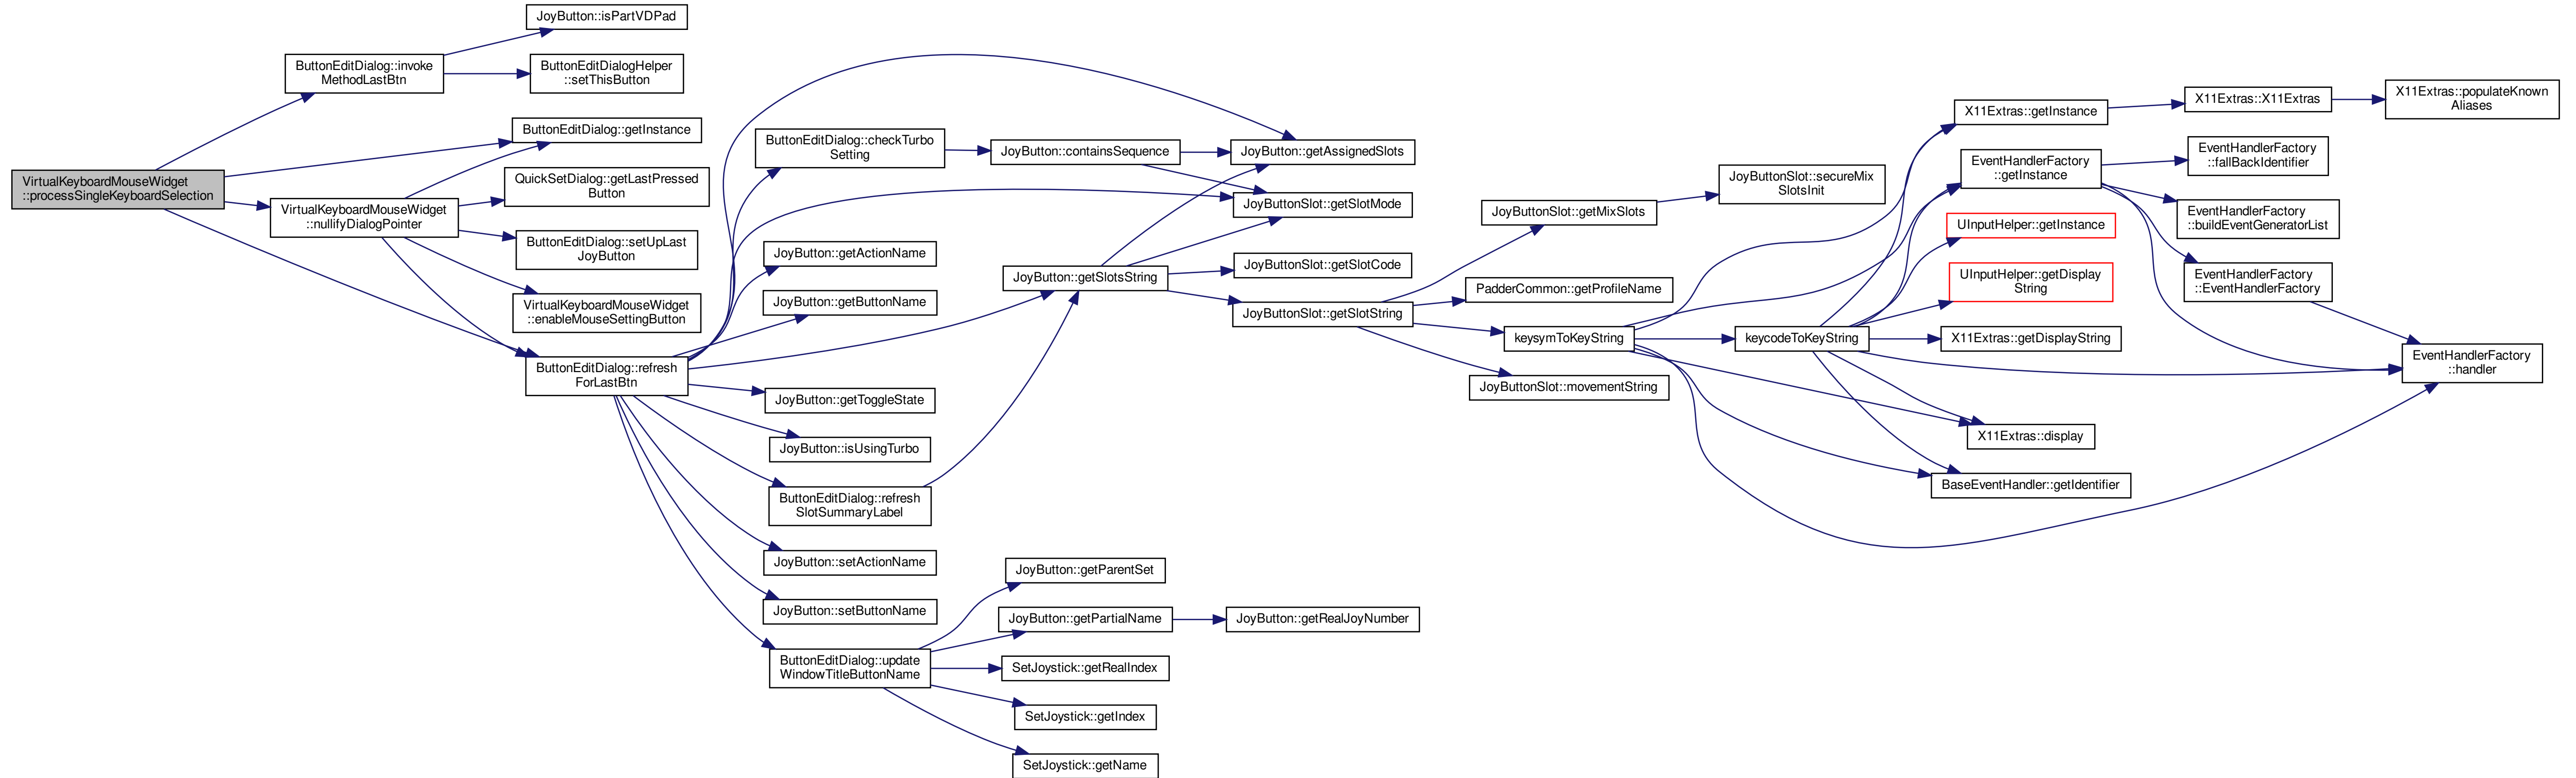 VirtualKeyboardMouseWidget
::processSingleKeyboardSelection
ButtonEditDialog::invoke
MethodLastBtn
JoyButton::isPartVDPad
ButtonEditDialogHelper
::setThisButton
ButtonEditDialog::getInstance
VirtualKeyboardMouseWidget
::nullifyDialogPointer
QuickSetDialog::getLastPressed
Button
ButtonEditDialog::setUpLast
JoyButton
VirtualKeyboardMouseWidget
::enableMouseSettingButton
ButtonEditDialog::refresh
ForLastBtn
ButtonEditDialog::checkTurbo
Setting
JoyButton::containsSequence
JoyButton::getAssignedSlots
JoyButtonSlot::getSlotMode
JoyButton::getActionName
JoyButton::getButtonName
JoyButton::getSlotsString
JoyButtonSlot::getSlotCode
JoyButtonSlot::getSlotString
JoyButton::getToggleState
JoyButton::isUsingTurbo
ButtonEditDialog::refresh
SlotSummaryLabel
JoyButton::setActionName
JoyButton::setButtonName
ButtonEditDialog::update
WindowTitleButtonName
JoyButton::getParentSet
JoyButton::getPartialName
JoyButton::getRealJoyNumber
SetJoystick::getRealIndex
SetJoystick::getIndex
SetJoystick::getName
JoyButtonSlot::getMixSlots
JoyButtonSlot::secureMix
SlotsInit
PadderCommon::getProfileName
keysymToKeyString
JoyButtonSlot::movementString
keycodeToKeyString
X11Extras::getInstance
X11Extras::X11Extras
X11Extras::populateKnown
Aliases
EventHandlerFactory
::getInstance
EventHandlerFactory
::fallBackIdentifier
EventHandlerFactory
::buildEventGeneratorList
EventHandlerFactory
::EventHandlerFactory
EventHandlerFactory
::handler
UInputHelper::getInstance
UInputHelper::getDisplay
String
X11Extras::getDisplayString
X11Extras::display
BaseEventHandler::getIdentifier